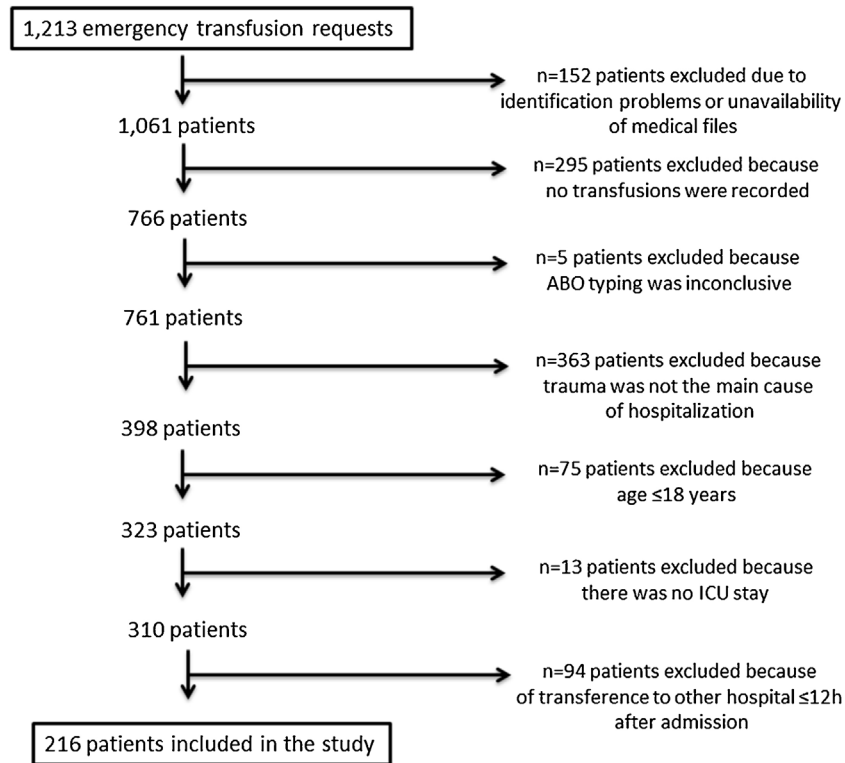 1,213 emergency transfusion requests
n=152 patients excluded due to
identification problems or unavailability
of medical files
1,061 patients
n=295 patients excluded because
no transfusions were recorded
766 patients
n=5 patients excluded because
ABO typing was inconclusive
761 patients
n=363 patients excluded because
trauma was not the main cause
of hospitalization
398 patients
n=75 patients excluded because
age ≤18 years
323 patients
n=13 patients excluded because
there was no ICU stay
310 patients
n=94 patients excluded because
of transference to other hospital ≤12h
after admission
216 patients included in the study